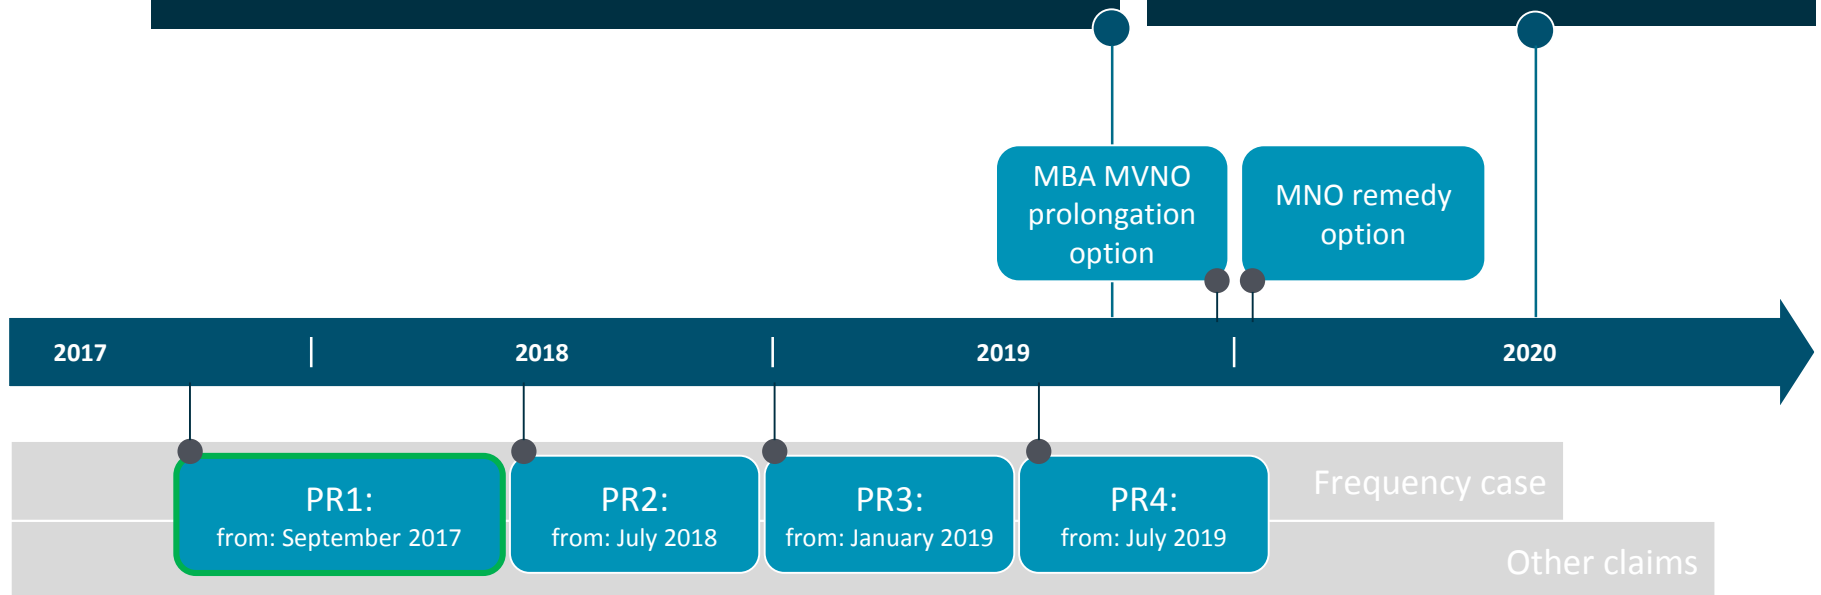 MBA MVNO
prolongation
option
MNO remedy
option
2017
2018
2019
2020
Frequency case
PR1:
from: September 2017
PR2:
from: July 2018
PR3:
from: January 2019
PR4:
from: July 2019
Other claims